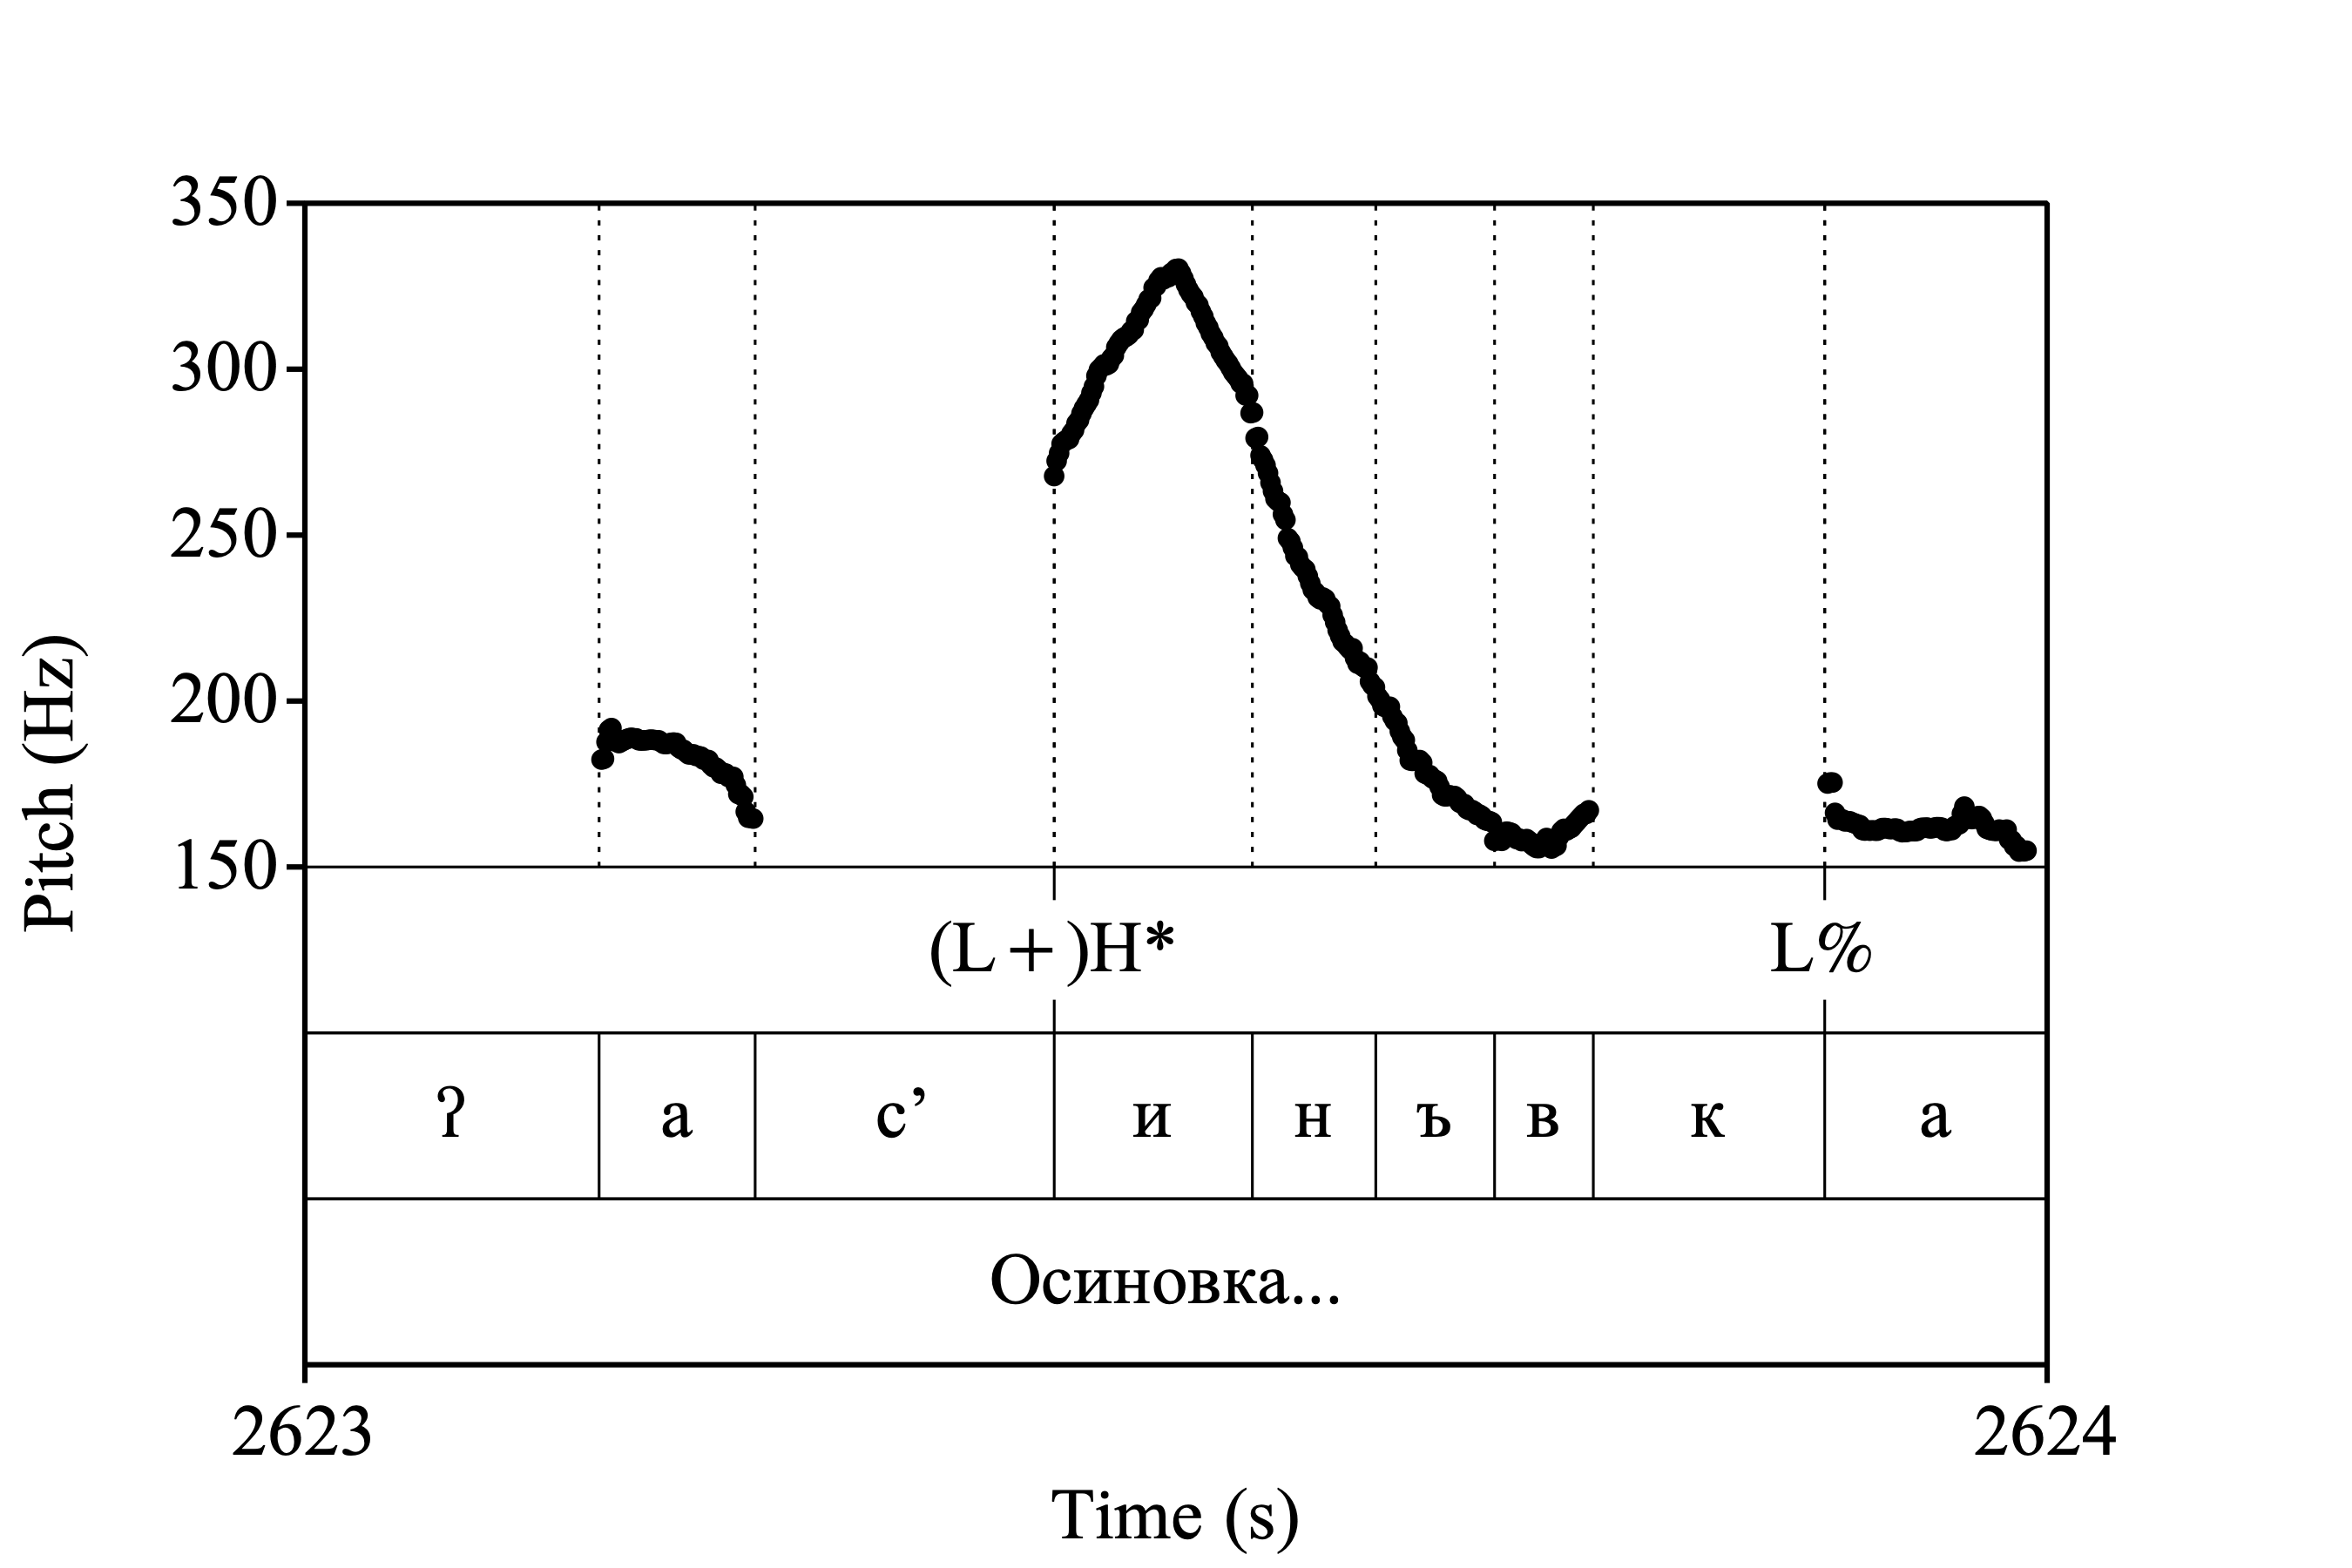 350
300
250
200
150
Pitch (Hz)
(L + )H* L%
ʔ а с’ и н ъ в к а
Осиновка...
2623 2624
Time (s)